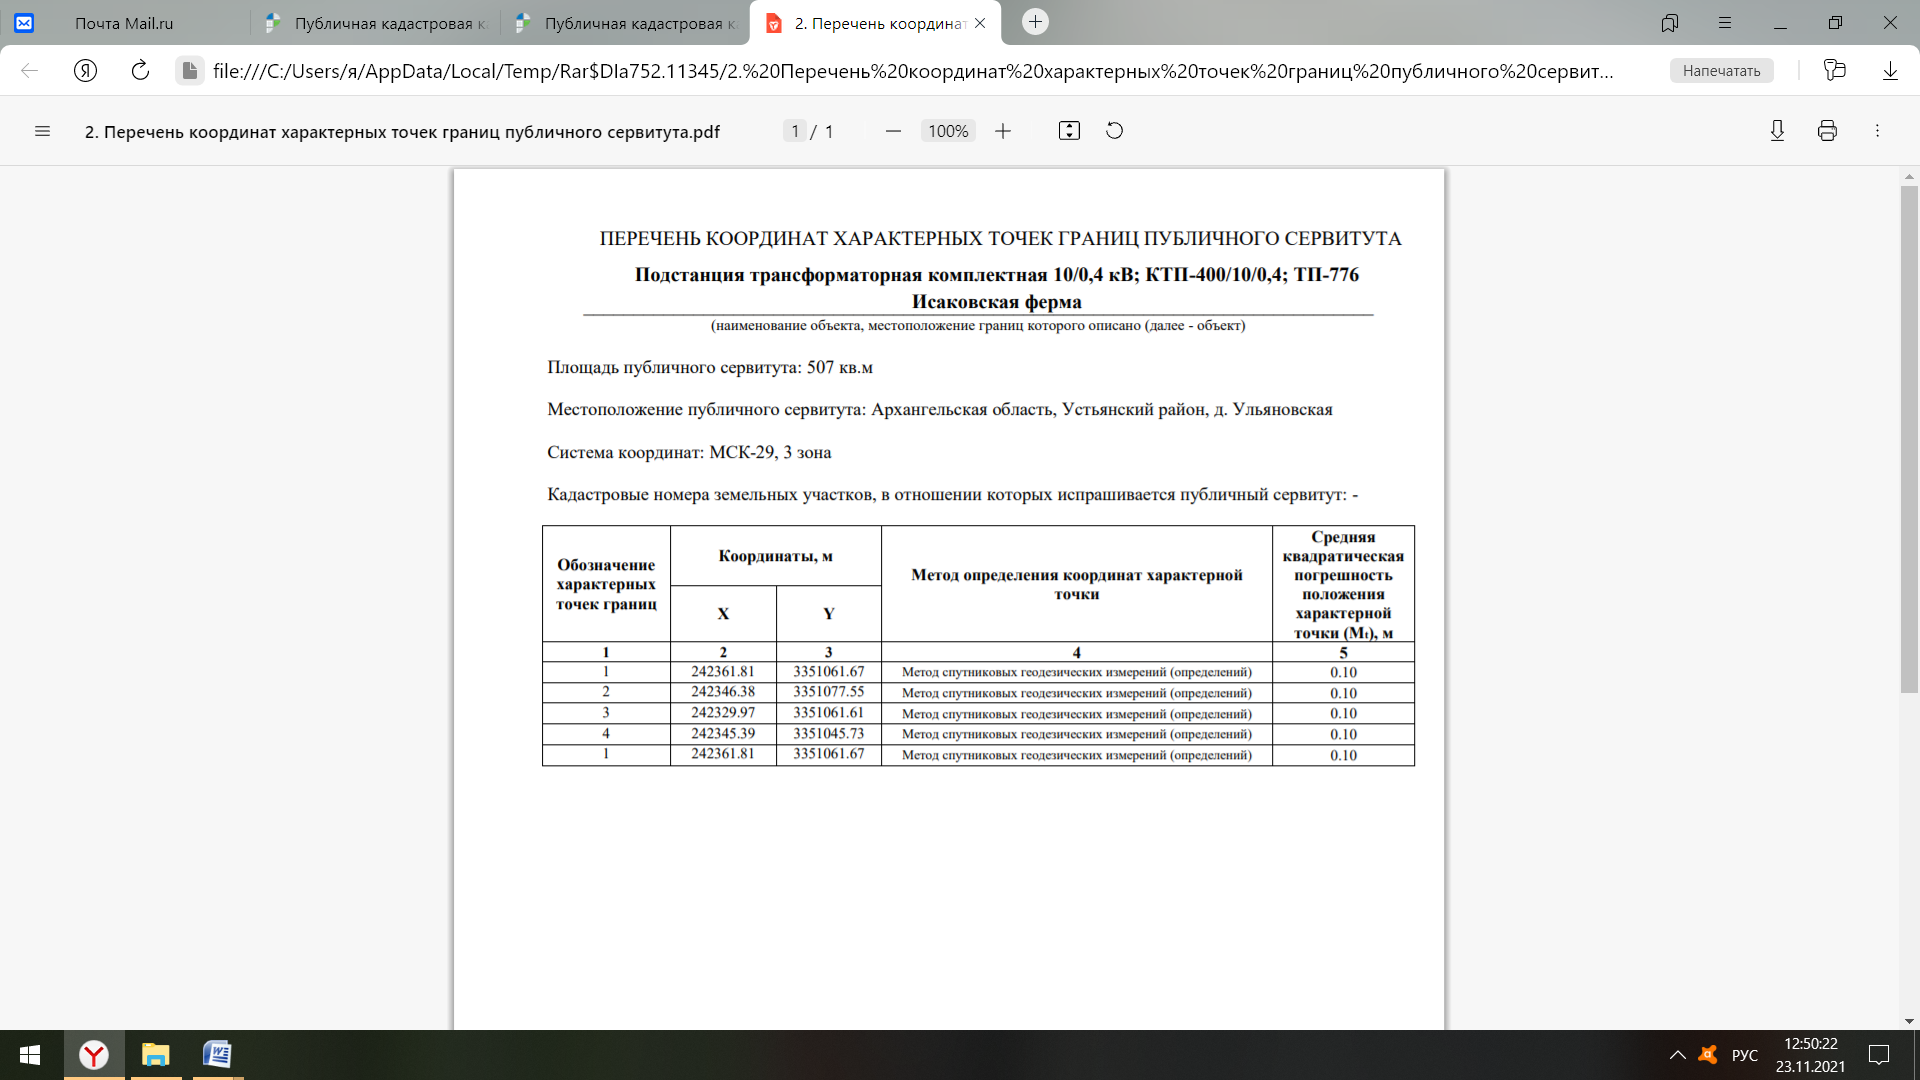 Почта Mail.ru
Публичная кадастровая к
Публичная кадастровая к
2. Перечень координат
file:///C:/Users/я/AppData/Local/Temp/Rar$DIa752.11345/2.%20Перечень%20координат%20характерных%20точек%20границ%20публичного%20сервит...
Напечатать
2. Перечень координат характерных точек границ публичного сервитута.pdf
1 / 1
100%
ПЕРЕЧЕНЬ КООРДИНАТ ХАРАКТЕРНЫХ ТОЧЕК ГРАНИЦ ПУБЛИЧНОГО СЕРВИТУТА
Подстанция трансформаторная комплектная 10/0,4 кВ; КТП-400/10/0,4; ТП-776
Исаковская ферма
(наименование объекта, местоположение границ которого описано (далее - объект)
Площадь публичного сервитута: 507 кв.м
Местоположение публичного сервитута: Архангельская область, Устьянский район, д. Ульяновская
Система координат: МСК-29, 3 зона
Кадастровые номера земельных участков, в отношении которых испрашивается публичный сервитут: -
Обозначение
характерных
точек границ
Координаты, м
X
Y
Метод определения координат характерной
точки
Средняя
квадратическая
погрешность
положения
характерной
точки (Mt), м
1 2 3 4 5
1 242361.81 3351061.67 Метод спутниковых геодезических измерений (определений) 0.10
2 242346.38 3351077.55 Метод спутниковых геодезических измерений (определений) 0.10
3 242329.97 3351061.61 Метод спутниковых геодезических измерений (определений) 0.10
4 242345.39 3351045.73 Метод спутниковых геодезических измерений (определений) 0.10
1 242361.81 3351061.67 Метод спутниковых геодезических измерений (определений) 0.10
РУС
12:50:22
23.11.2021